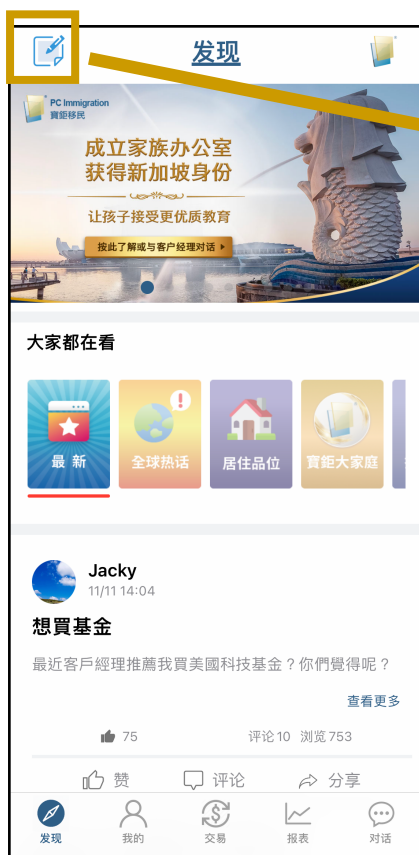 发现
PC Immigration
寶鉅移民
成立家族办公室
获得新加坡身份
让孩子接受更优质教育
按此了解或与客户经理对话
大家都在看
最新
全球热话
居住品位
寶鉅大家庭
Jacky
11/11 14:04
想買基金
最近客戶經理推薦我買美國科技基金？你們覺得呢？
查看更多
75
评论10 浏览753
赞
评论
分享
发现
我的
交易
报表
对话